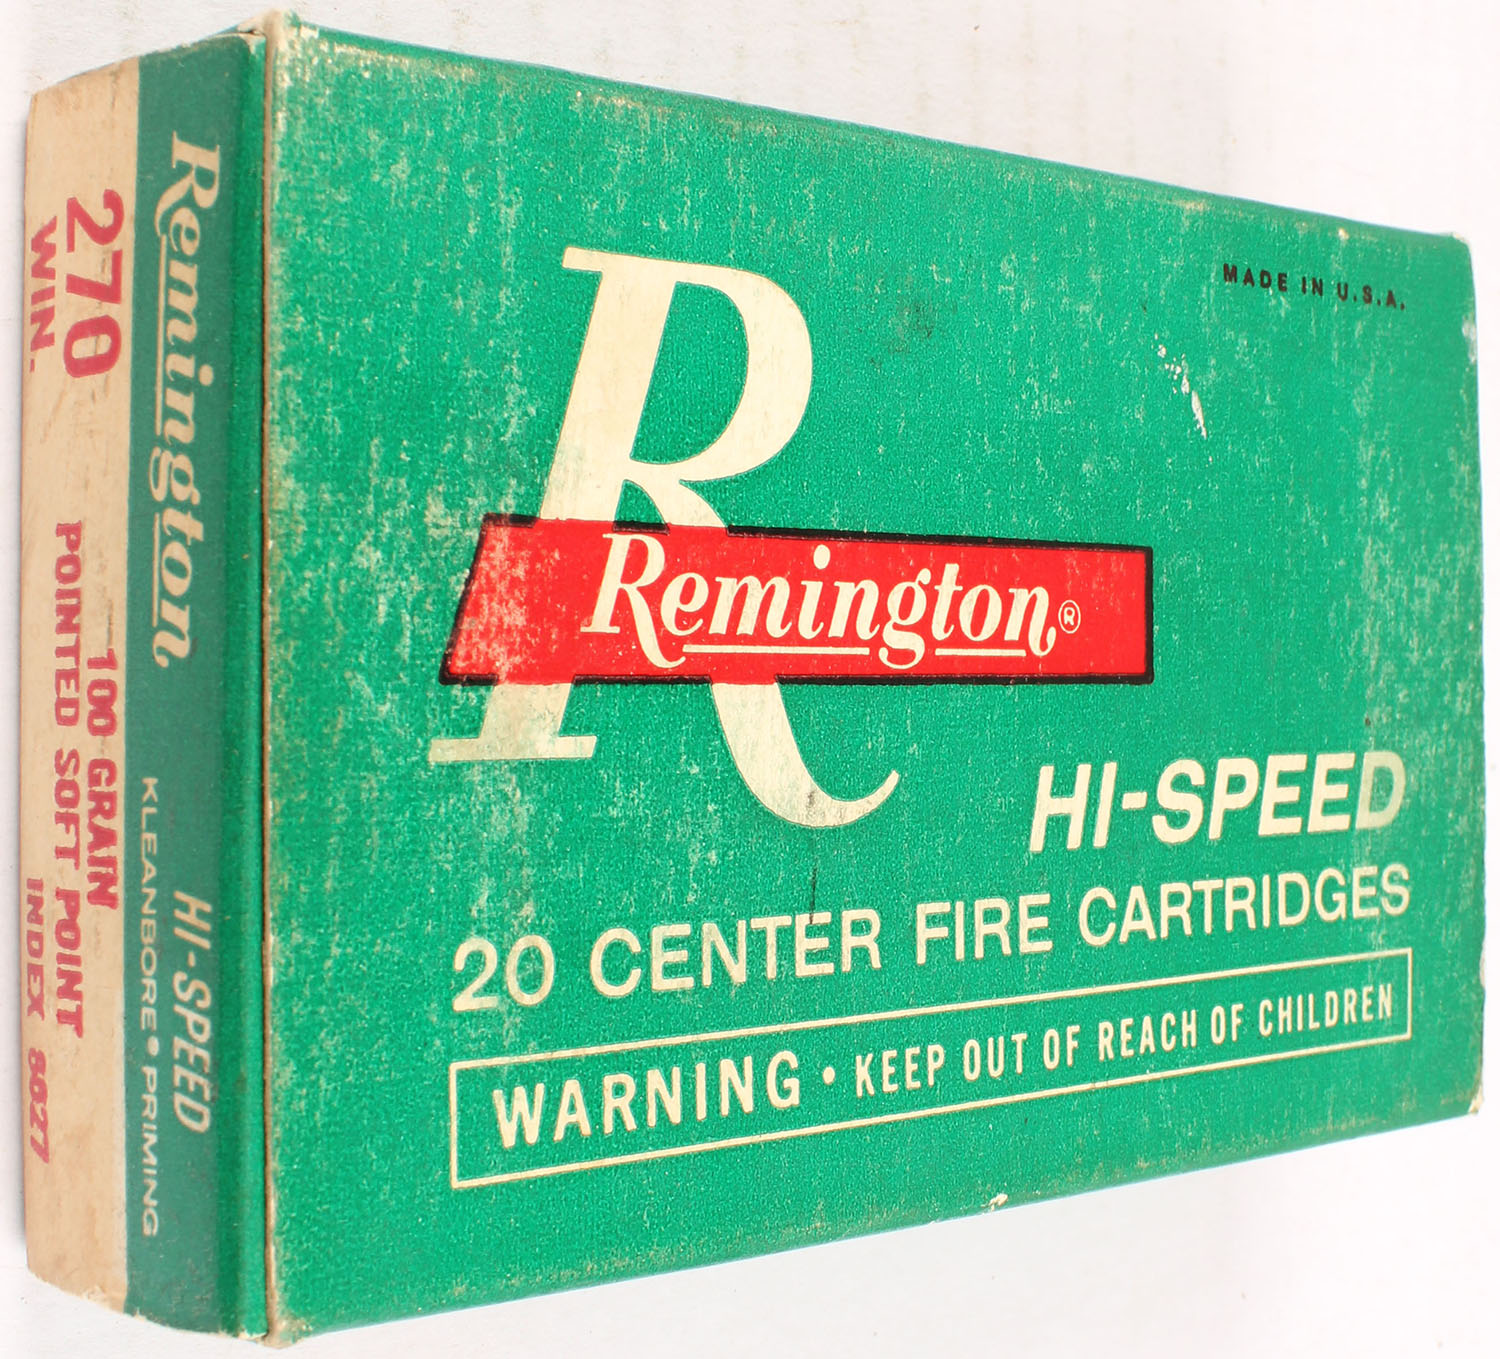 MADE IN U.S.A.
R
Remington®
HI-SPEED
20 CENTER FIRE CARTRIDGES
WARNING • KEEP OUT OF REACH OF CHILDREN
Remington HI-SPEED
KLEANBORE® PRIMING
270 100 GRAIN
WIN. POINTED SOFT POINT
INDEX 8627